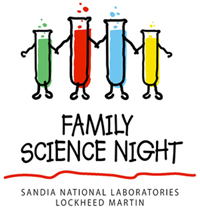 FAMILY
SCIENCE NIGHT
SANDIA NATIONAL LABORATORIES
LOCKHEED MARTIN